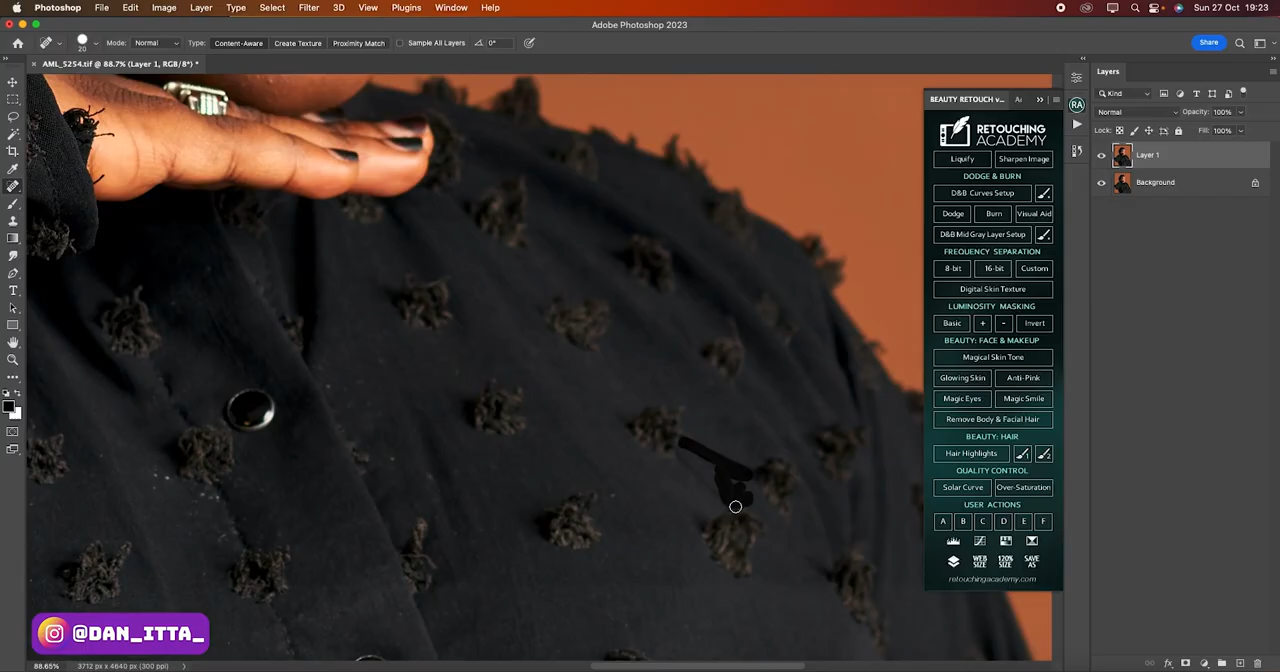 Photoshop File Edit Image Layer Type Select Filter 3D View Plugins Window Help Sun 27 Oct 19:23
Adobe Photoshop 2023
20 Mode: Normal Type: Content-Aware Create Texture Proximity Match Sample All Layers 0° Share
AML_5254.tif @ 88.7% (Layer 1, RGB/8*) *
Layers
Kind
Normal Opacity: 100%
Lock: Fill: 100%
Layer 1
Background
BEAUTY RETOUCH v...
RA
RETOUCHING
ACADEMY
Liquify Sharpen Image
DODGE & BURN
D&B Curves Setup
Dodge Burn Visual Aid
D&B Mid Gray Layer Setup
FREQUENCY SEPARATION
8-bit 16-bit Custom
Digital Skin Texture
LUMINOSITY MASKING
Basic + - Invert
BEAUTY: FACE & MAKEUP
Magical Skin Tone
Glowing Skin Anti-Pink
Magic Eyes Magic Smile
Remove Body & Facial Hair
BEAUTY: HAIR
Hair Highlights 1 2
QUALITY CONTROL
Solar Curve Over-Saturation
USER ACTIONS
A B C D E F
WEB SIZE 120% SIZE SAVE AS
retouchingacademy.com
@DAN_ITTA_
88.65% 3712 px x 4640 px (300 ppi)